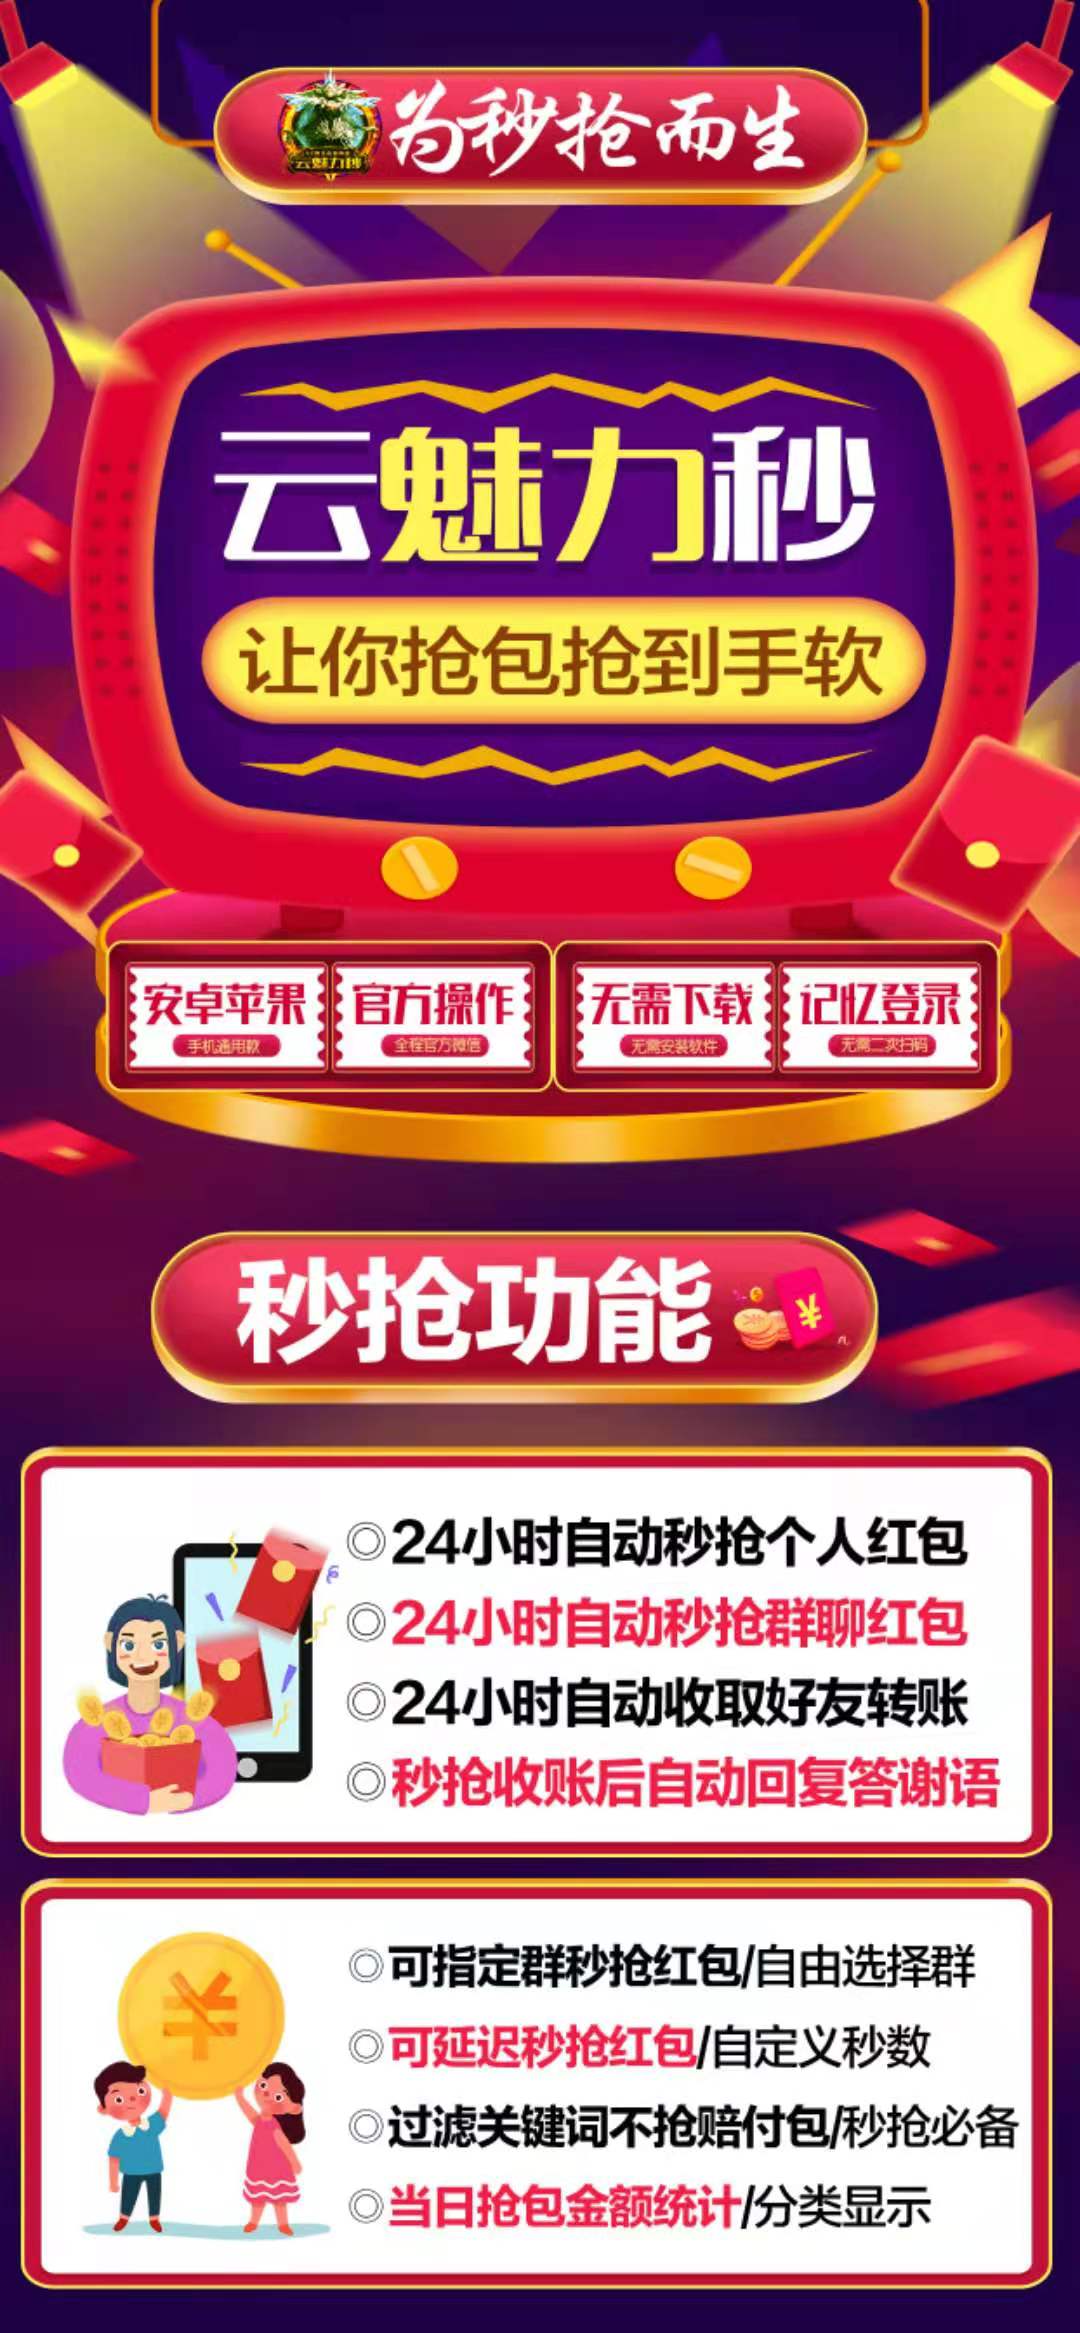 云魅力秒
为秒抢而生
云魅力秒
让你抢包抢到手软
安卓苹果 官方操作 无需下载 记忆登录
手机通用款 全程官方微信 无需安装软件 无需二次扫码
秒抢功能
◎24小时自动秒抢个人红包
◎24小时自动秒抢群聊红包
◎24小时自动收取好友转账
◎秒抢收账后自动回复答谢语
◎可指定群秒抢红包/自由选择群
◎可延迟秒抢红包/自定义秒数
◎过滤关键词不抢赔付包/秒抢必备
◎当日抢包金额统计/分类显示